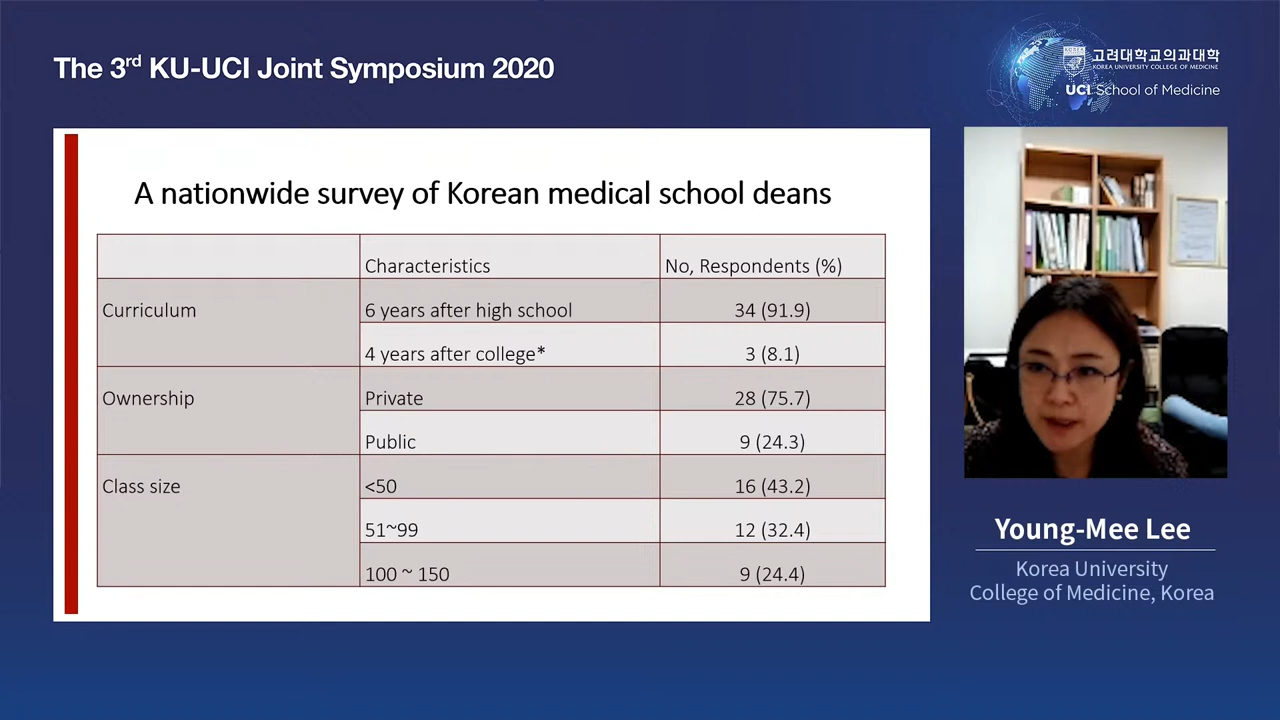 The 3rd KU-UCI Joint Symposium 2020
KOREA
고려대학교의과대학
KOREA UNIVERSITY COLLEGE OF MEDICINE
UCI School of Medicine
A nationwide survey of Korean medical school deans
Characteristics No, Respondents (%)
Curriculum 6 years after high school 34 (91.9)
4 years after college* 3 (8.1)
Ownership Private 28 (75.7)
Public 9 (24.3)
Class size <50 16 (43.2)
51~99 12 (32.4)
100 ~ 150 9 (24.4)
Young-Mee Lee
Korea University
College of Medicine, Korea